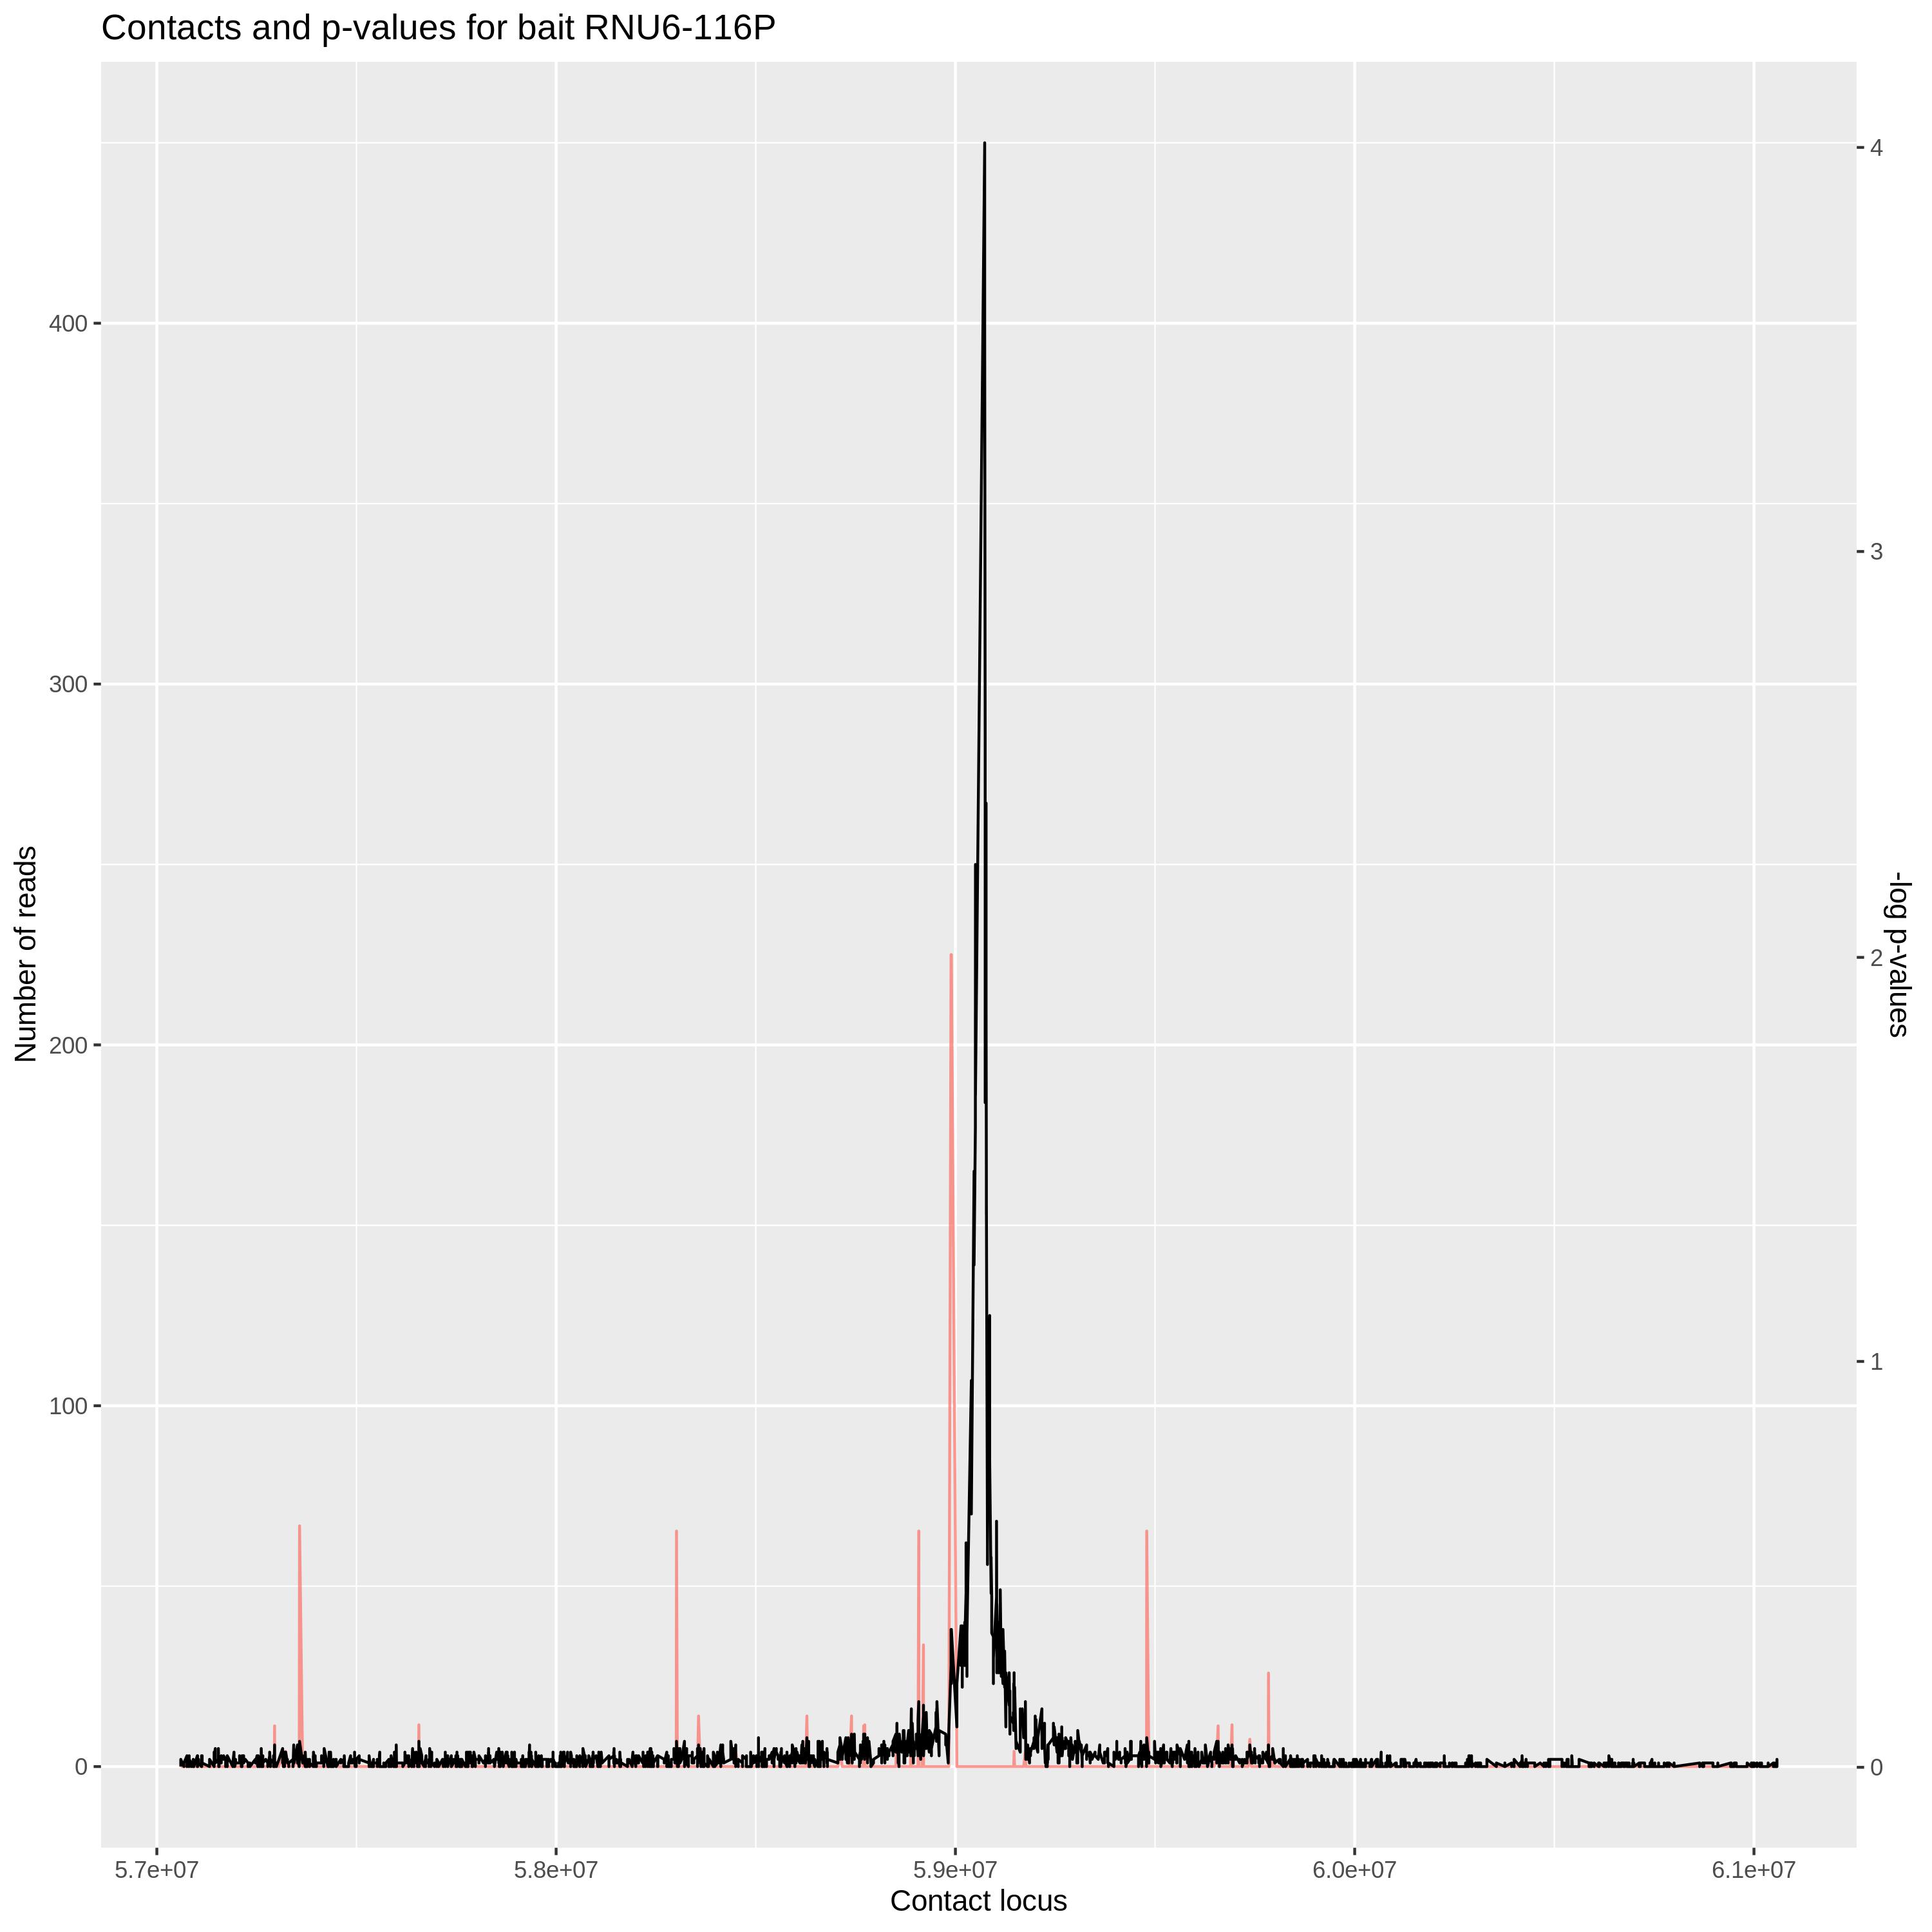 Contacts and p-values for bait RNU6-116P
Number of reads
400
300
200
100
0
4
3
2
1
0
-log p-values
5.7e+07
5.8e+07
5.9e+07
6.0e+07
6.1e+07
Contact locus